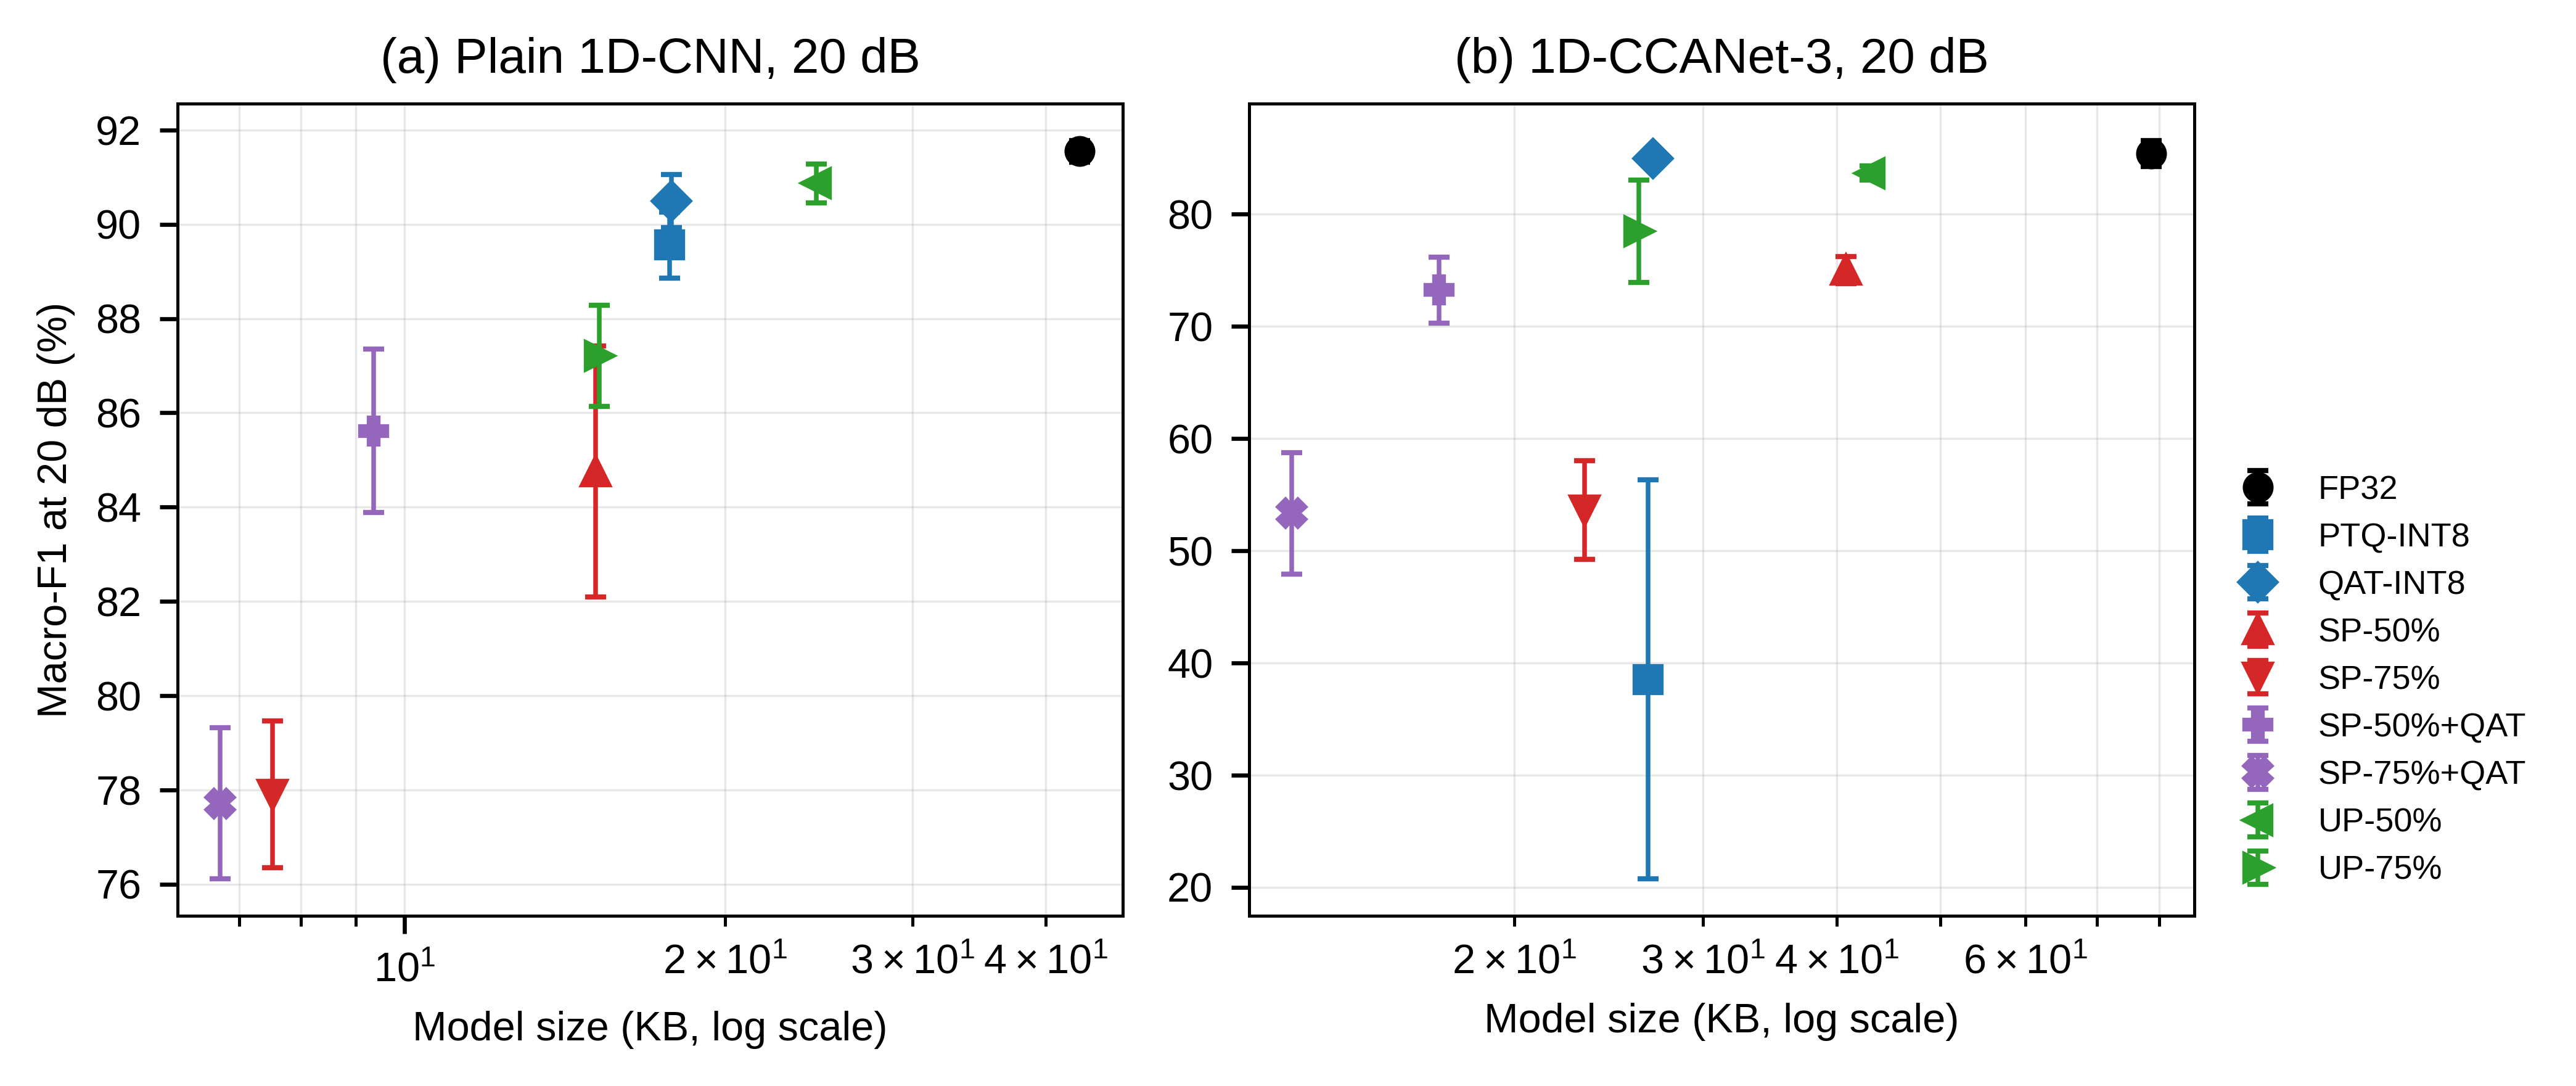 (a) Plain 1D-CNN, 20 dB
Macro-F1 at 20 dB (%)
92
90
88
86
84
82
80
78
76
10¹
2 × 10¹
3 × 10¹
4 × 10¹
Model size (KB, log scale)
(b) 1D-CCANet-3, 20 dB
80
70
60
50
40
30
20
2 × 10¹
3 × 10¹
4 × 10¹
6 × 10¹
Model size (KB, log scale)
FP32
PTQ-INT8
QAT-INT8
SP-50%
SP-75%
SP-50%+QAT
SP-75%+QAT
UP-50%
UP-75%